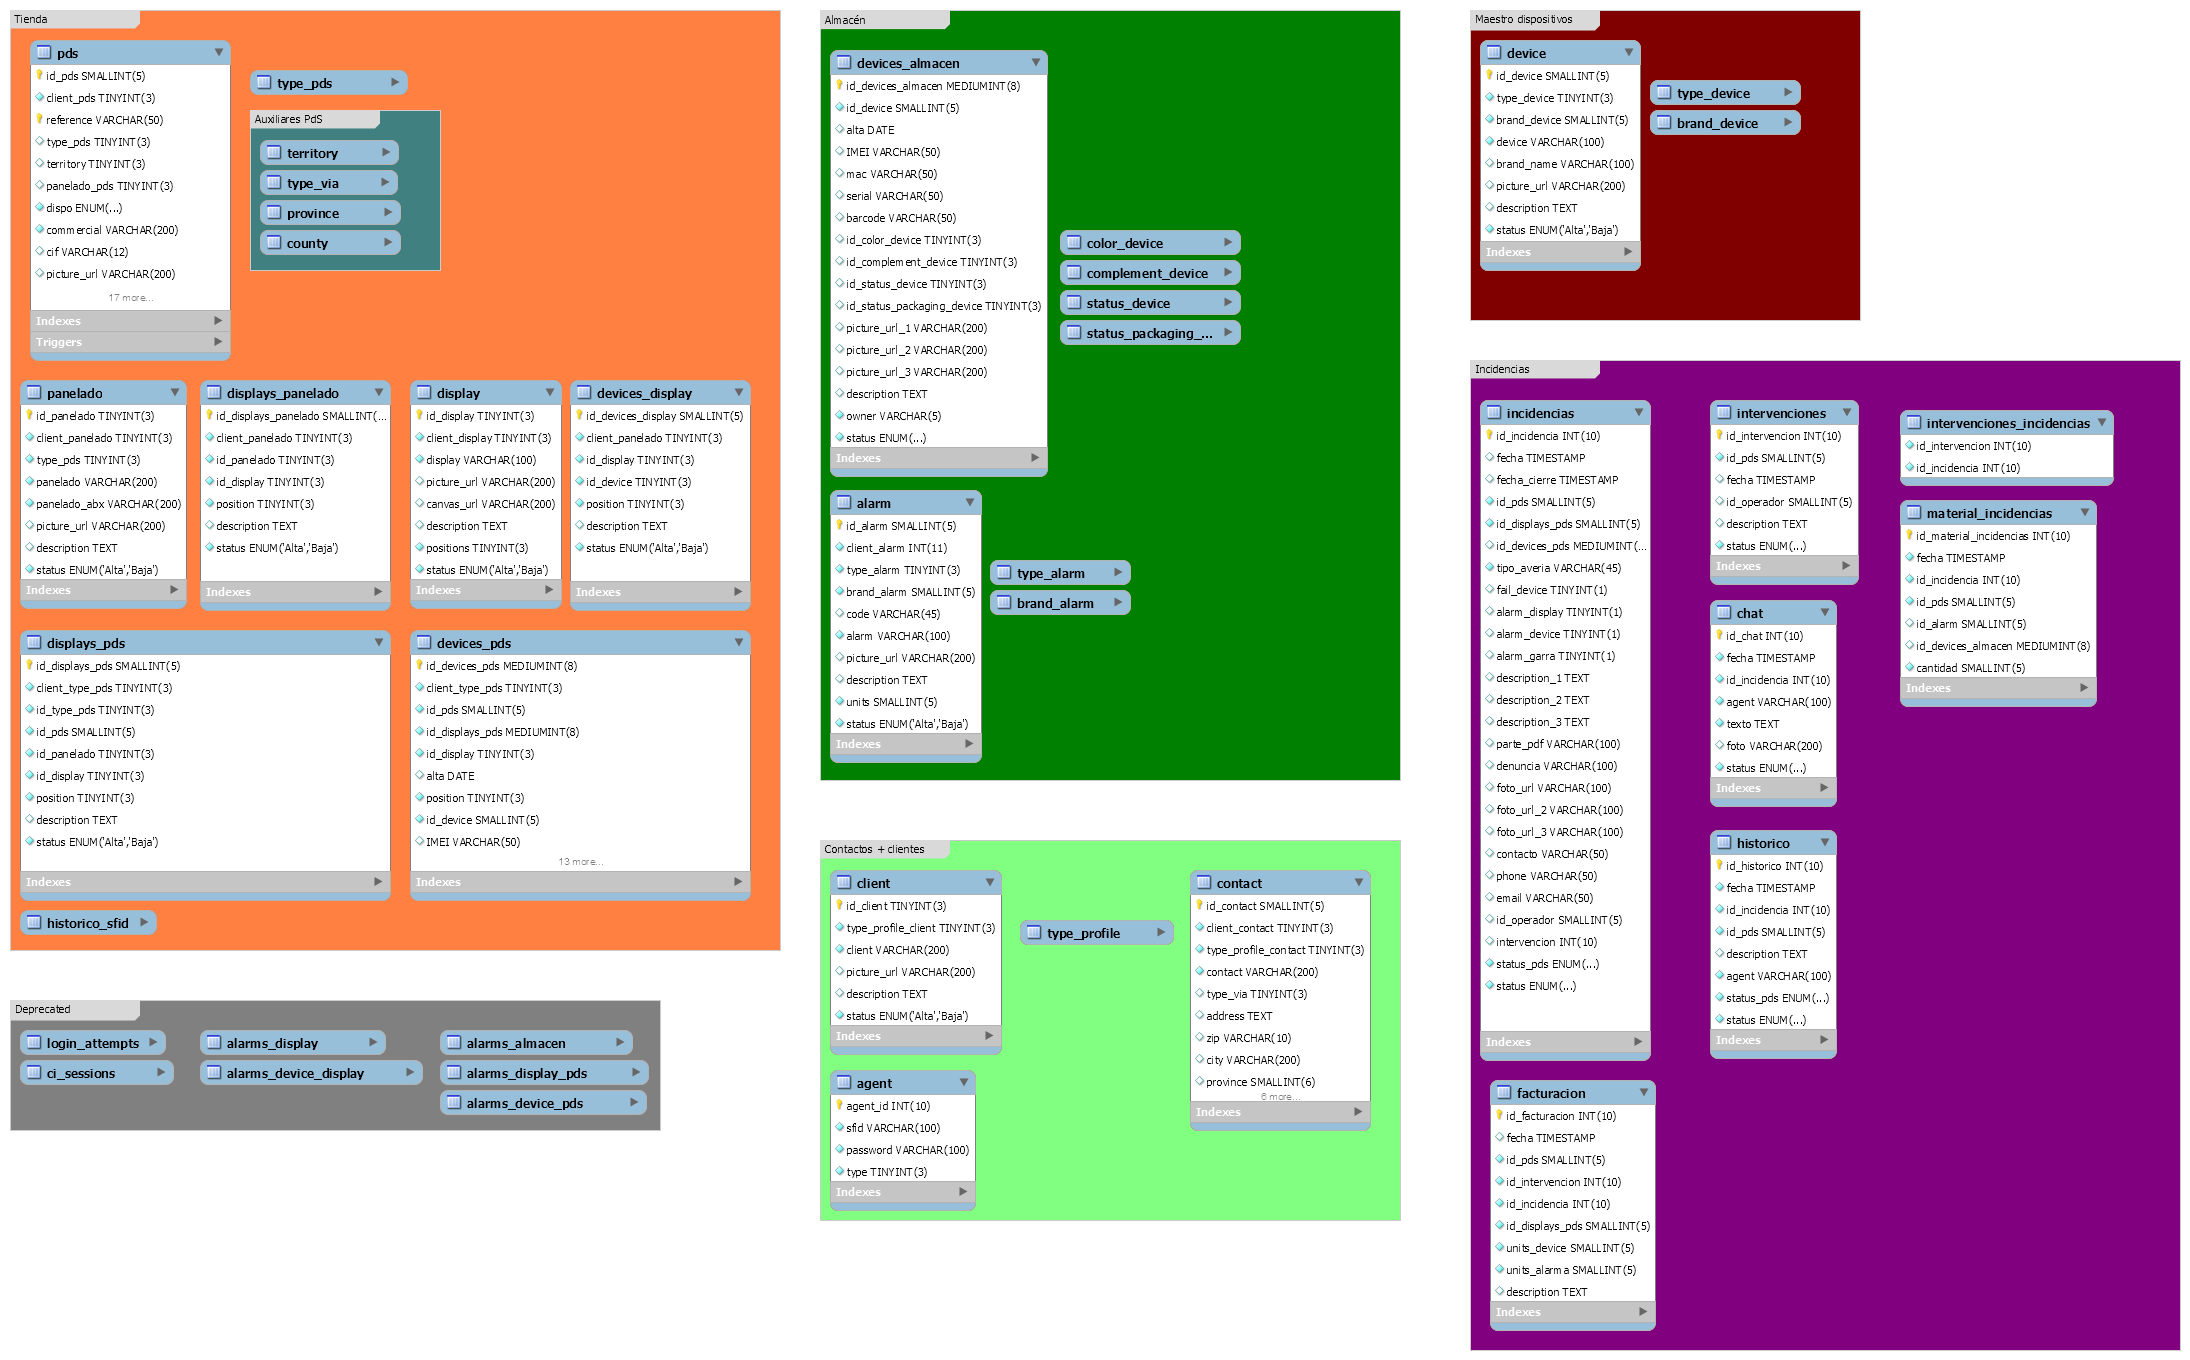 Tienda
pds
id_pds SMALLINT(5)
client_pds TINYINT(3)
reference VARCHAR(50)
type_pds TINYINT(3)
territory TINYINT(3)
panelado_pds TINYINT(3)
dispo ENUM(...)
commercial VARCHAR(200)
cif VARCHAR(12)
picture_url VARCHAR(200)
17 more...
Indexes
Triggers
type_pds
Auxiliares PdS
territory
type_via
province
county
panelado
id_panelado TINYINT(3)
client_panelado TINYINT(3)
type_pds TINYINT(3)
panelado VARCHAR(200)
panelado_abx VARCHAR(200)
picture_url VARCHAR(200)
description TEXT
status ENUM('Alta','Baja')
Indexes
displays_panelado
id_displays_panelado SMALLINT(...
client_panelado TINYINT(3)
id_panelado TINYINT(3)
id_display TINYINT(3)
position TINYINT(3)
description TEXT
status ENUM('Alta','Baja')
Indexes
display
id_display TINYINT(3)
client_display TINYINT(3)
display VARCHAR(100)
picture_url VARCHAR(200)
canvas_url VARCHAR(200)
description TEXT
positions TINYINT(3)
status ENUM('Alta','Baja')
Indexes
devices_display
id_devices_display SMALLINT(5)
client_panelado TINYINT(3)
id_display TINYINT(3)
id_device TINYINT(3)
position TINYINT(3)
description TEXT
status ENUM('Alta','Baja')
Indexes
displays_pds
id_displays_pds SMALLINT(5)
client_type_pds TINYINT(3)
id_type_pds TINYINT(3)
id_pds SMALLINT(5)
id_panelado TINYINT(3)
id_display TINYINT(3)
position TINYINT(3)
description TEXT
status ENUM('Alta','Baja')
Indexes
devices_pds
id_devices_pds MEDIUMINT(8)
client_type_pds TINYINT(3)
id_pds SMALLINT(5)
id_displays_pds MEDIUMINT(8)
id_display TINYINT(3)
alta DATE
position TINYINT(3)
id_device SMALLINT(5)
IMEI VARCHAR(50)
13 more...
Indexes
historico_sfid
Deprecated
login_attempts
ci_sessions
alarms_display
alarms_device_display
alarms_almacen
alarms_display_pds
alarms_device_pds
Almacén
devices_almacen
id_devices_almacen MEDIUMINT(8)
id_device SMALLINT(5)
alta DATE
IMEI VARCHAR(50)
mac VARCHAR(50)
serial VARCHAR(50)
barcode VARCHAR(50)
id_color_device TINYINT(3)
id_complement_device TINYINT(3)
id_status_device TINYINT(3)
id_status_packaging_device TINYINT(3)
picture_url_1 VARCHAR(200)
picture_url_2 VARCHAR(200)
picture_url_3 VARCHAR(200)
description TEXT
owner VARCHAR(5)
status ENUM(...)
Indexes
color_device
complement_device
status_device
status_packaging_...
alarm
id_alarm SMALLINT(5)
client_alarm INT(11)
type_alarm TINYINT(3)
brand_alarm SMALLINT(5)
code VARCHAR(45)
alarm VARCHAR(100)
picture_url VARCHAR(200)
description TEXT
units SMALLINT(5)
status ENUM('Alta','Baja')
Indexes
type_alarm
brand_alarm
Contactos + clientes
client
id_client TINYINT(3)
type_profile_client TINYINT(3)
client VARCHAR(200)
picture_url VARCHAR(200)
description TEXT
status ENUM('Alta','Baja')
Indexes
type_profile
contact
id_contact SMALLINT(5)
client_contact TINYINT(3)
type_profile_contact TINYINT(3)
contact VARCHAR(200)
type_via TINYINT(3)
address TEXT
zip VARCHAR(10)
city VARCHAR(200)
province SMALLINT(6)
6 more...
Indexes
agent
agent_id INT(10)
sfid VARCHAR(100)
password VARCHAR(100)
type TINYINT(3)
Indexes
Maestro dispositivos
device
id_device SMALLINT(5)
type_device TINYINT(3)
brand_device SMALLINT(5)
device VARCHAR(100)
brand_name VARCHAR(100)
picture_url VARCHAR(200)
description TEXT
status ENUM('Alta','Baja')
Indexes
type_device
brand_device
Incidencias
incidencias
id_incidencia INT(10)
fecha TIMESTAMP
fecha_cierre TIMESTAMP
id_pds SMALLINT(5)
id_displays_pds SMALLINT(5)
id_devices_pds MEDIUMINT(...
tipo_averia VARCHAR(45)
fail_device TINYINT(1)
alarm_display TINYINT(1)
alarm_device TINYINT(1)
alarm_garra TINYINT(1)
description_1 TEXT
description_2 TEXT
description_3 TEXT
parte_pdf VARCHAR(100)
denuncia VARCHAR(100)
foto_url VARCHAR(100)
foto_url_2 VARCHAR(100)
foto_url_3 VARCHAR(100)
contacto VARCHAR(50)
phone VARCHAR(50)
email VARCHAR(50)
id_operador SMALLINT(5)
intervencion INT(10)
status_pds ENUM(...)
status ENUM(...)
Indexes
intervenciones
id_intervencion INT(10)
id_pds SMALLINT(5)
fecha TIMESTAMP
id_operador SMALLINT(5)
description TEXT
status ENUM(...)
Indexes
intervenciones_incidencias
id_intervencion INT(10)
id_incidencia INT(10)
material_incidencias
id_material_incidencias INT(10)
fecha TIMESTAMP
id_incidencia INT(10)
id_pds SMALLINT(5)
id_alarm SMALLINT(5)
id_devices_almacen MEDIUMINT(8)
cantidad SMALLINT(5)
Indexes
chat
id_chat INT(10)
fecha TIMESTAMP
id_incidencia INT(10)
agent VARCHAR(100)
texto TEXT
foto VARCHAR(200)
status ENUM(...)
Indexes
historico
id_historico INT(10)
fecha TIMESTAMP
id_incidencia INT(10)
id_pds SMALLINT(5)
description TEXT
agent VARCHAR(100)
status_pds ENUM(...)
status ENUM(...)
Indexes
facturacion
id_facturacion INT(10)
fecha TIMESTAMP
id_pds SMALLINT(5)
id_intervencion INT(10)
id_incidencia INT(10)
id_displays_pds SMALLINT(5)
units_device SMALLINT(5)
units_alarma SMALLINT(5)
description TEXT
Indexes